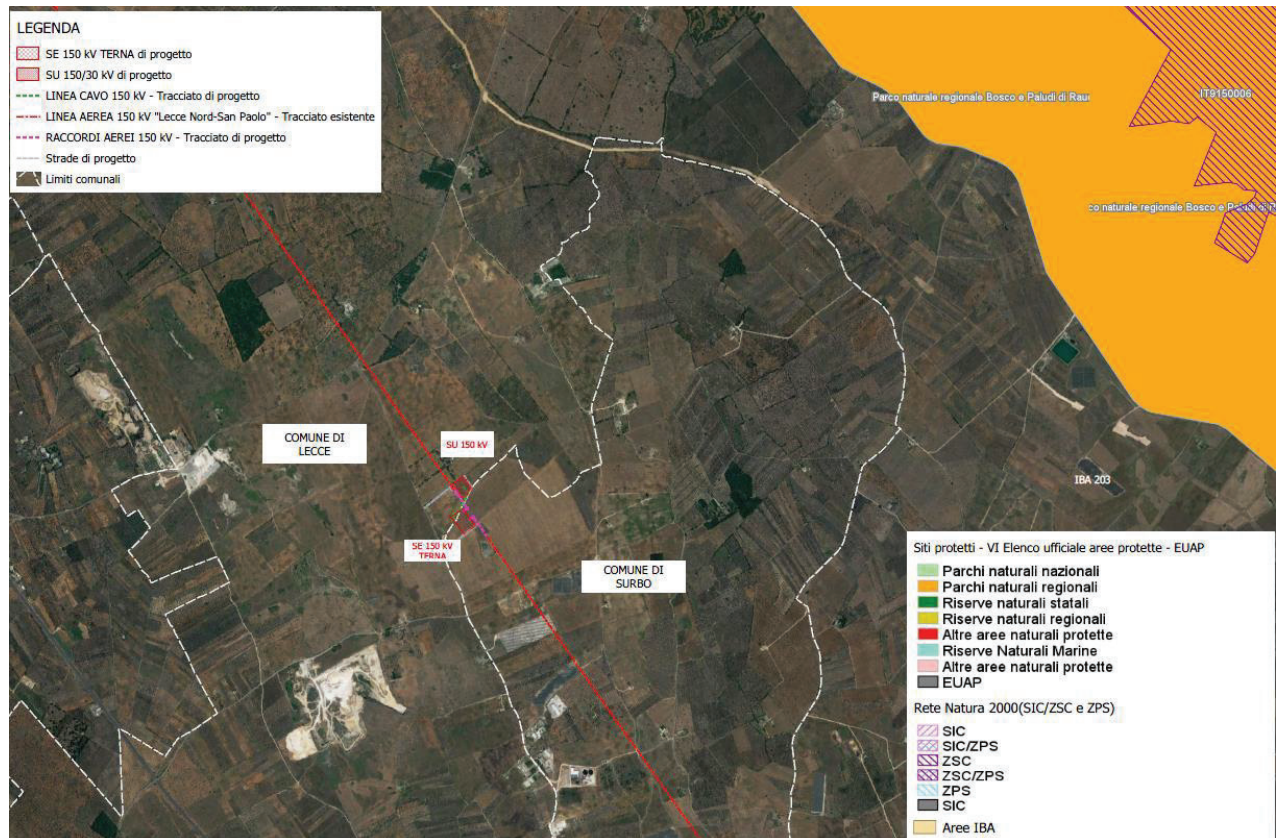 LEGENDA
SE 150 kV TERNA di progetto
SU 150/30 kV di progetto
LINEA CAVO 150 kV - Tracciato di progetto
LINEA AEREA 150 kV "Lecce Nord-San Paolo" - Tracciato esistente
RACCORDI AEREI 150 kV - Tracciato di progetto
Strade di progetto
Limiti comunali
Parco naturale regionale Bosco e Paludi di Rauc
IT9150006
co naturale regionale Bosco e Paludi di
COMUNE DI
LECCE
SU 150 kV
IBA 203
SE 150 kV
TERNA
COMUNE DI
SURBO
Siti protetti - VI Elenco ufficiale aree protette - EUAP
Parchi naturali nazionali
Parchi naturali regionali
Riserve naturali statali
Riserve naturali regionali
Altre aree naturali protette
Riserve Naturali Marine
Altre aree naturali protette
EUAP
Rete Natura 2000(SIC/ZSC e ZPS)
SIC
SIC/ZPS
ZSC
ZSC/ZPS
ZPS
SIC
Aree IBA